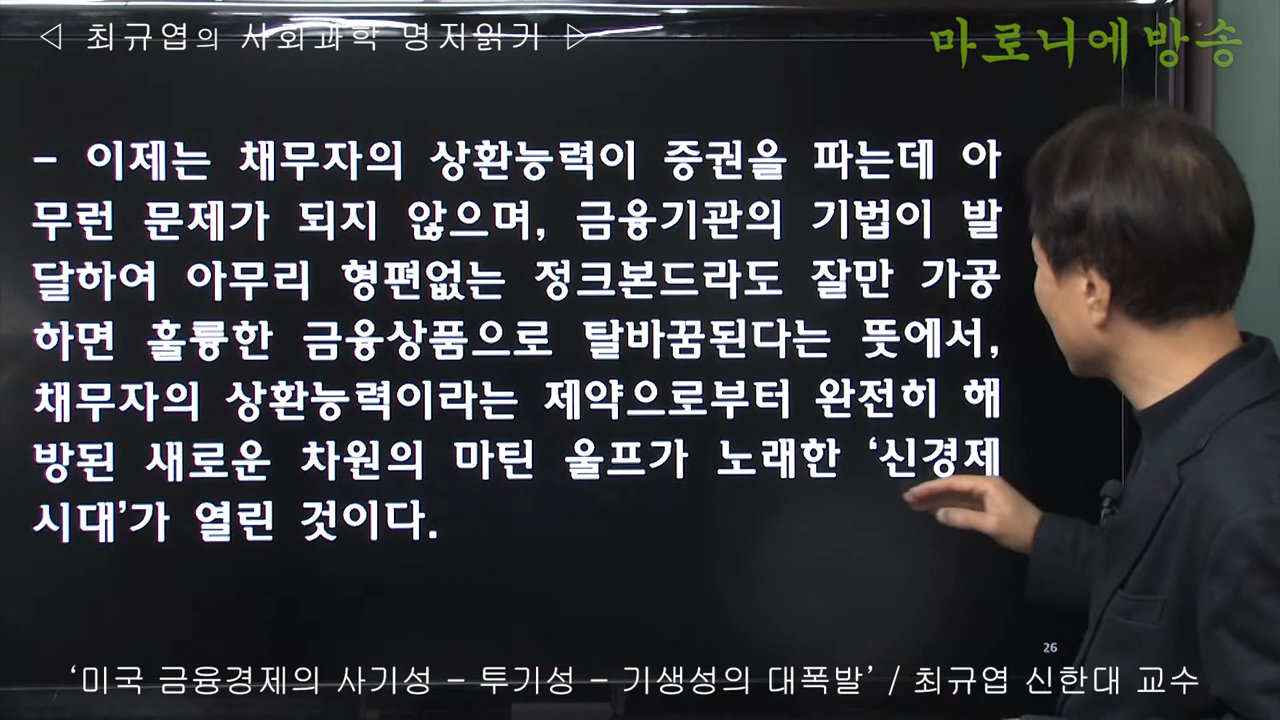 ◁ 최규엽의 사회과학 명저읽기 ▷
마로니에방송
- 이제는 채무자의 상환능력이 증권을 파는데 아
무런 문제가 되지 않으며, 금융기관의 기법이 발
달하여 아무리 형편없는 정크본드라도 잘만 가공
하면 훌륭한 금융상품으로 탈바꿈된다는 뜻에서,
채무자의 상환능력이라는 제약으로부터 완전히 해
방된 새로운 차원의 마틴 울프가 노래한 ‘신경제
시대’가 열린 것이다.
26
‘미국 금융경제의 사기성 - 투기성 - 기생성의 대폭발’ / 최규엽 신한대 교수